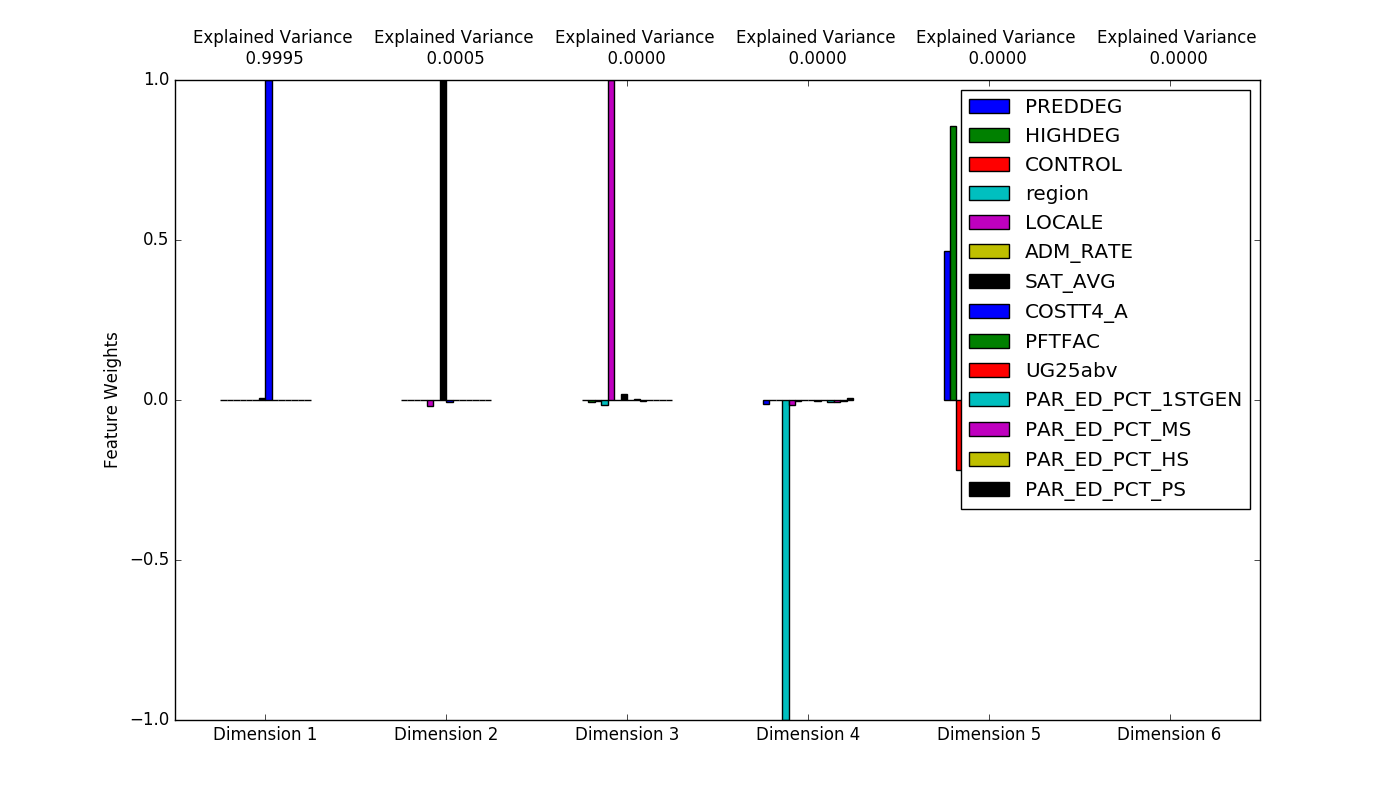 Explained Variance Explained Variance Explained Variance Explained Variance Explained Variance Explained Variance
0.9995 0.0005 0.0000 0.0000 0.0000 0.0000
1.0
0.5
0.0
−0.5
−1.0
Feature Weights
PREDDEG
HIGHDEG
CONTROL
region
LOCALE
ADM_RATE
SAT_AVG
COSTT4_A
PFTFAC
UG25abv
PAR_ED_PCT_1STGEN
PAR_ED_PCT_MS
PAR_ED_PCT_HS
PAR_ED_PCT_PS
Dimension 1 Dimension 2 Dimension 3 Dimension 4 Dimension 5 Dimension 6